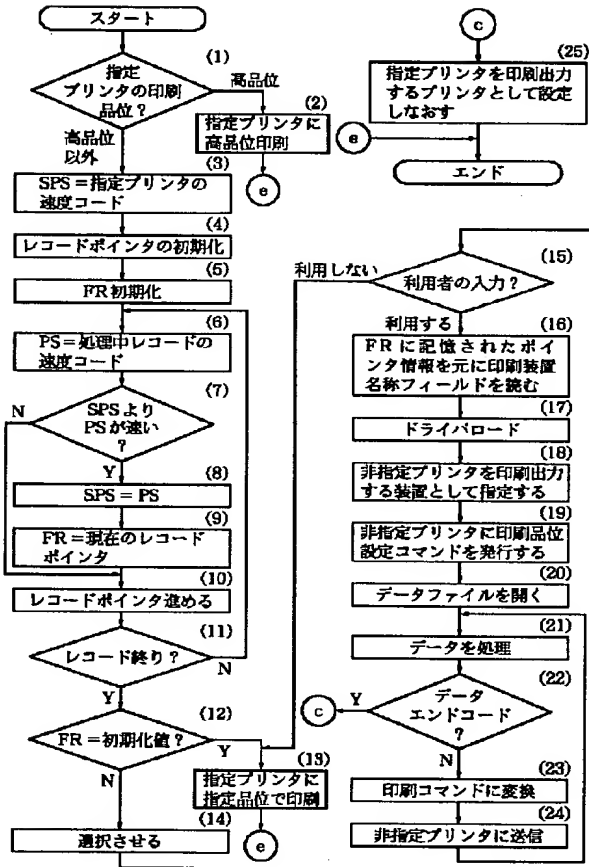 スタート
(1)
指定
プリンタの印刷
品位?
高品位
高品位
以外
(2)
指定プリンタに
高品位印刷
e
(3)
SPS=指定プリンタの
速度コード
(4)
レコードポインタの初期化
(5)
FR初期化
(6)
PS=処理中レコードの
速度コード
(7)
SPSより
PSが速い
?
N
Y
(8)
SPS=PS
(9)
FR=現在のレコード
ポインタ
(10)
レコードポインタ進める
(11)
レコード終り?
N
Y
(12)
FR=初期化値?
Y
N
(13)
指定プリンタに
指定品位で印刷
e
(14)
選択させる
(15)
利用者の入力?
利用しない
利用する
(16)
FRに記憶されたポイ
ンタ情報を元に印刷装置
名称フィールドを読む
(17)
ドライバロード
(18)
非指定プリンタを印刷出力
する装置として指定する
(19)
非指定プリンタに印刷品位
設定コマンドを発行する
(20)
データファイルを開く
(21)
データを処理
(22)
データ
エンドコード
?
Y
c
N
(23)
印刷コマンドに変換
(24)
非指定プリンタに送信
c
(25)
指定プリンタを印刷出力
するプリンタとして設定
しなおす
e
エンド